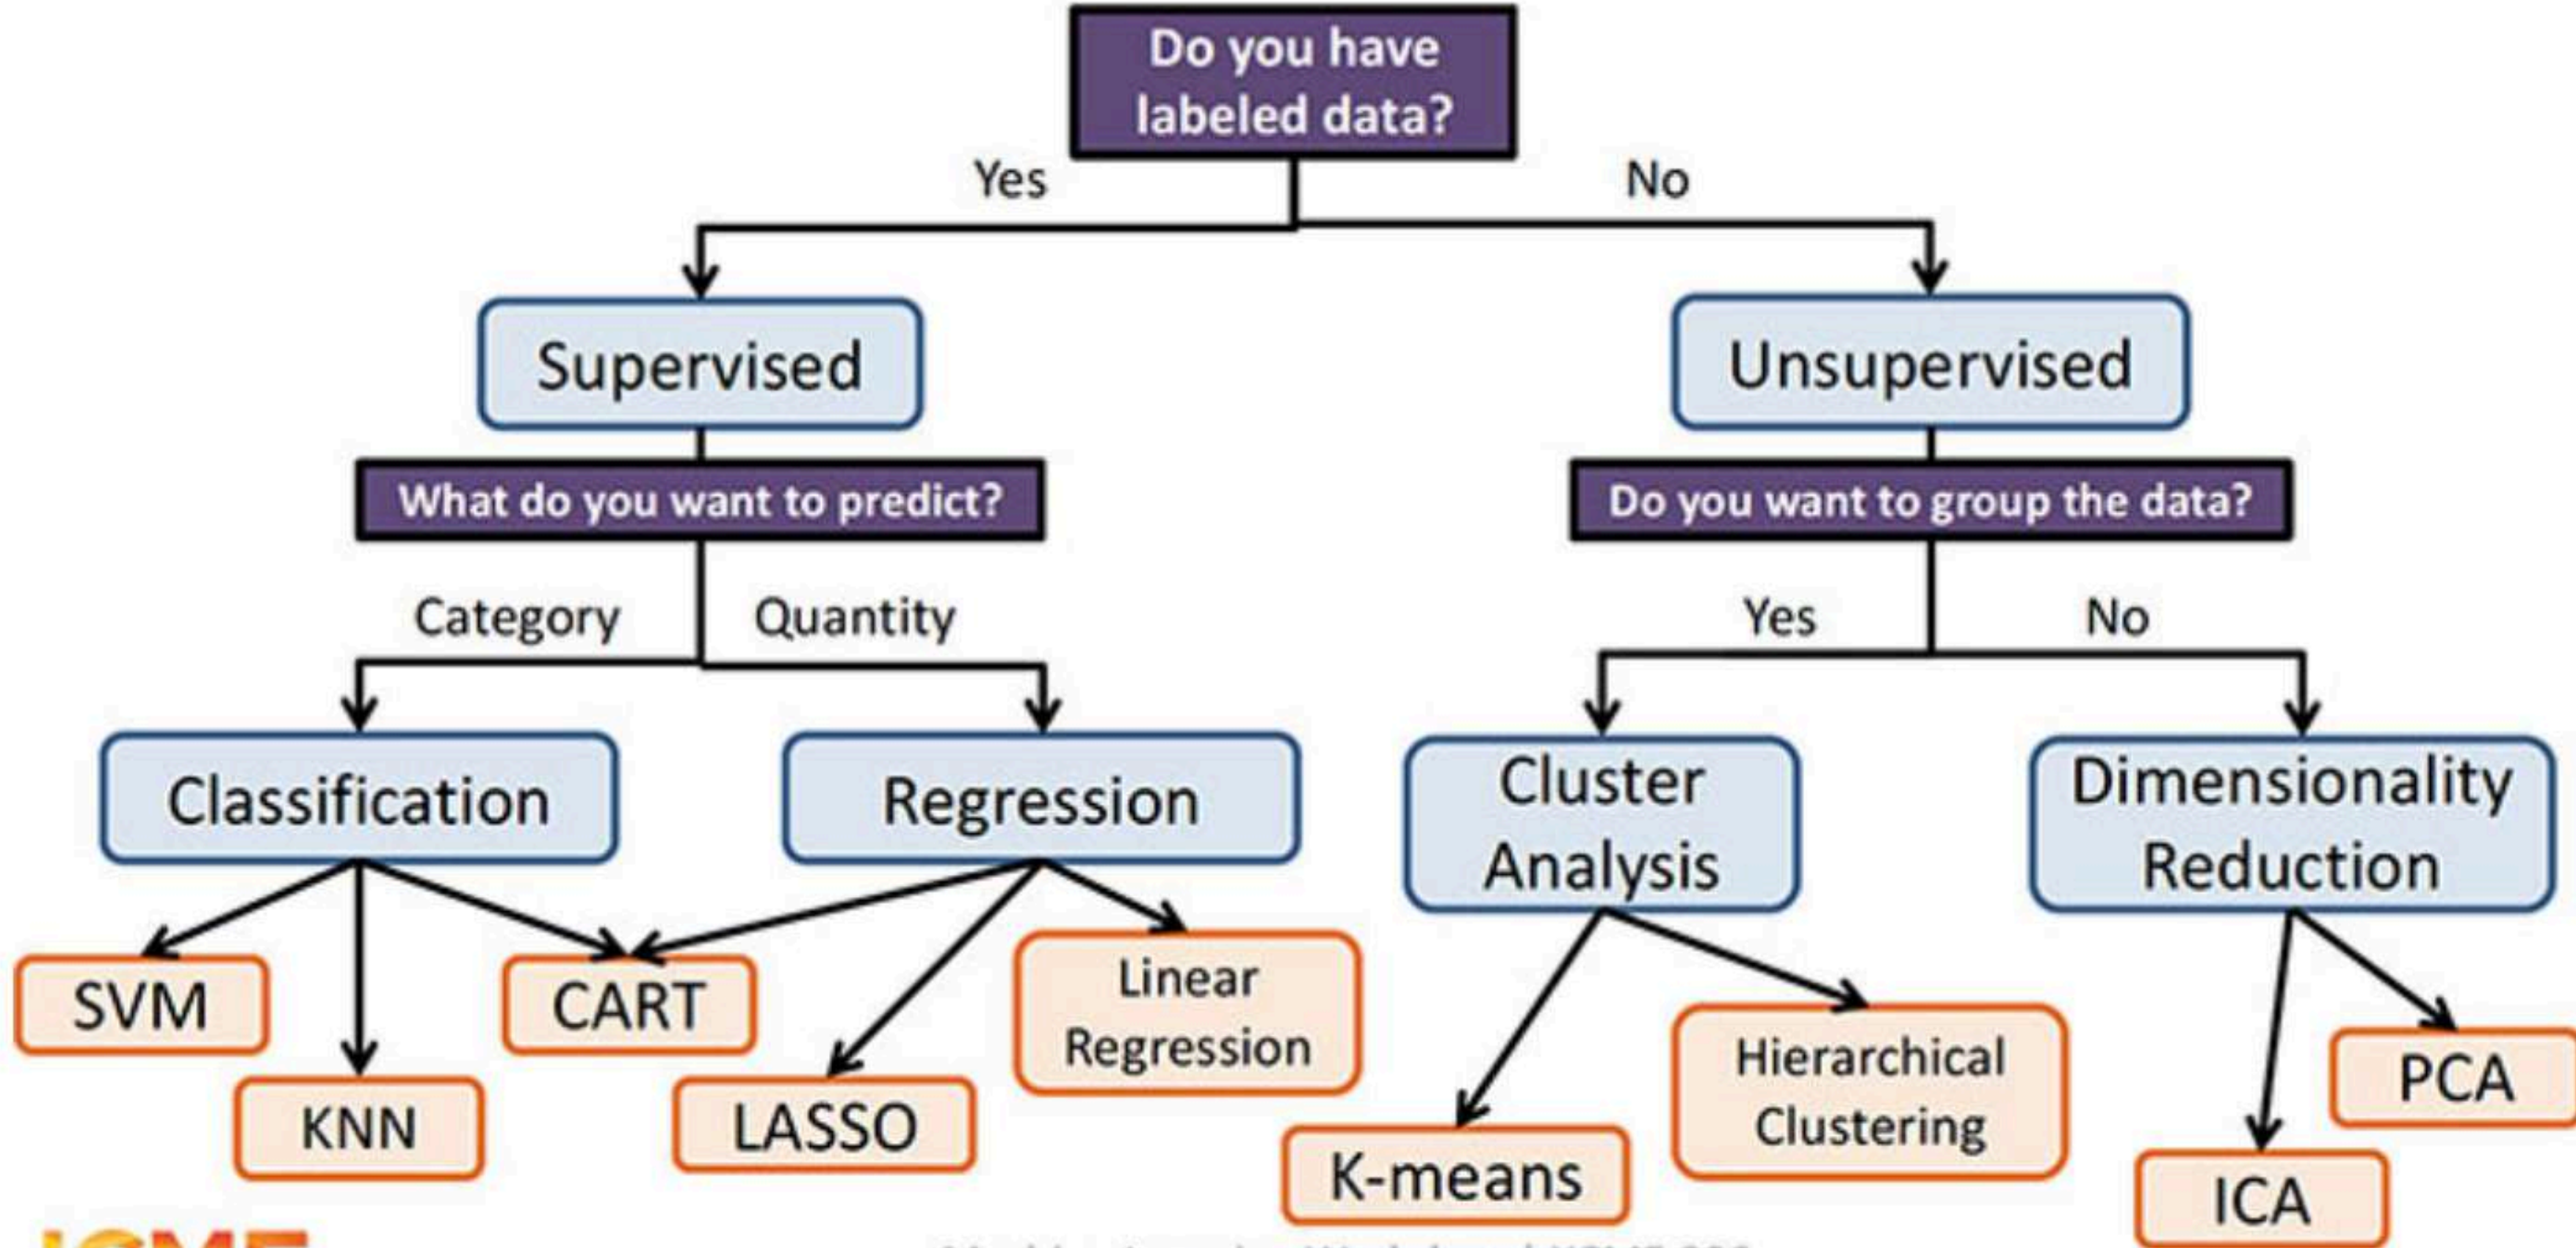 Do you have
labeled data?
Yes
No
Supervised
Unsupervised
What do you want to predict?
Do you want to group the data?
Category
Quantity
Yes
No
Classification
Regression
Cluster
Analysis
Dimensionality
Reduction
SVM
KNN
CART
LASSO
Linear
Regression
K-means
Hierarchical
Clustering
ICA
PCA